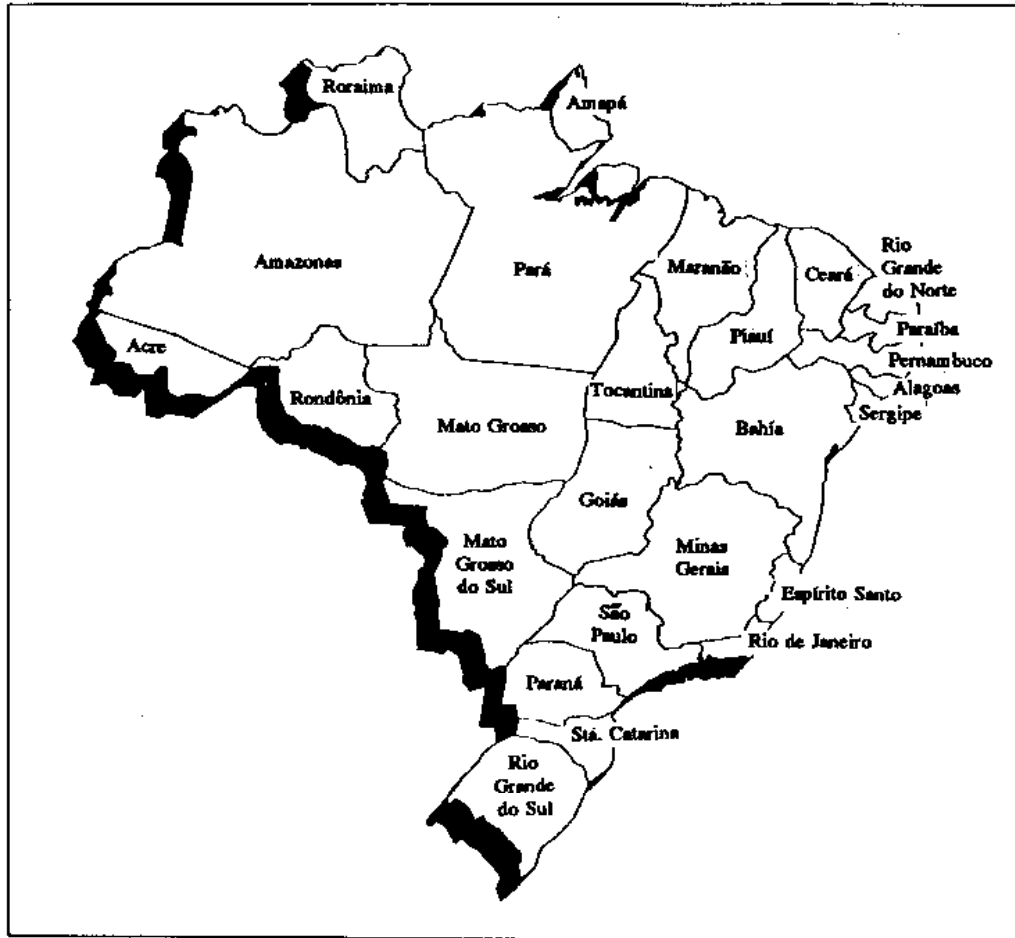 Roraima
Amapá
Amazonas
Pará
Maranão
Ceará
Rio
Grande
do Norte
Acre
Rondônia
Piauí
Paraíba
Pernambuco
Alagoas
Sergipe
Tocantina
Mato Grosso
Bahía
Goiás
Mato
Grosso
do Sul
Minas
Gerais
Espírito Santo
São
Paulo
Rio de Janeiro
Paraná
Stá. Catarina
Rio
Grande
do Sul